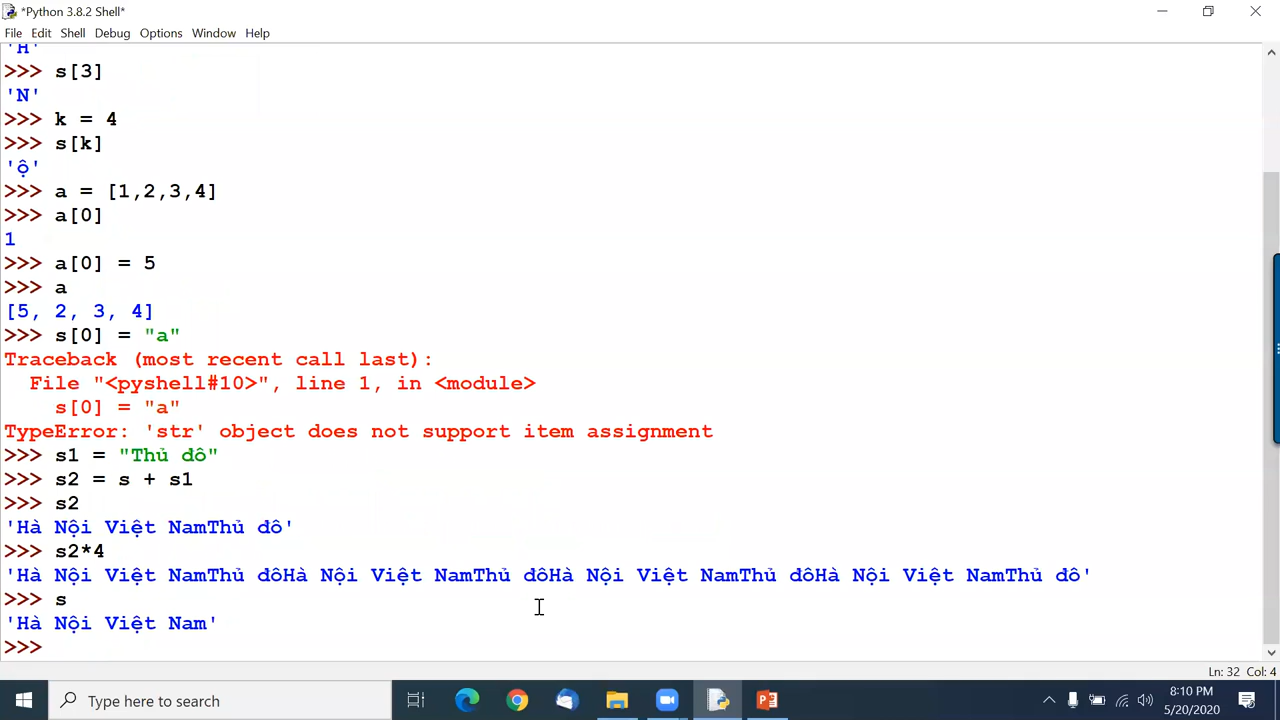 *Python 3.8.2 Shell*
File Edit Shell Debug Options Window Help
'H'
>>> s[3]
'N'
>>> k = 4
>>> s[k]
'ộ'
>>> a = [1,2,3,4]
>>> a[0]
1
>>> a[0] = 5
>>> a
[5, 2, 3, 4]
>>> s[0] = "a"
Traceback (most recent call last):
  File "<pyshell#10>", line 1, in <module>
    s[0] = "a"
TypeError: 'str' object does not support item assignment
>>> s1 = "Thủ đô"
>>> s2 = s + s1
>>> s2
'Hà Nội Việt NamThủ đô'
>>> s2*4
'Hà Nội Việt NamThủ đôHà Nội Việt NamThủ đôHà Nội Việt NamThủ đôHà Nội Việt NamThủ đô'
>>> s
'Hà Nội Việt Nam'
>>>
Ln: 32 Col: 4
Type here to search
8:10 PM
5/20/2020